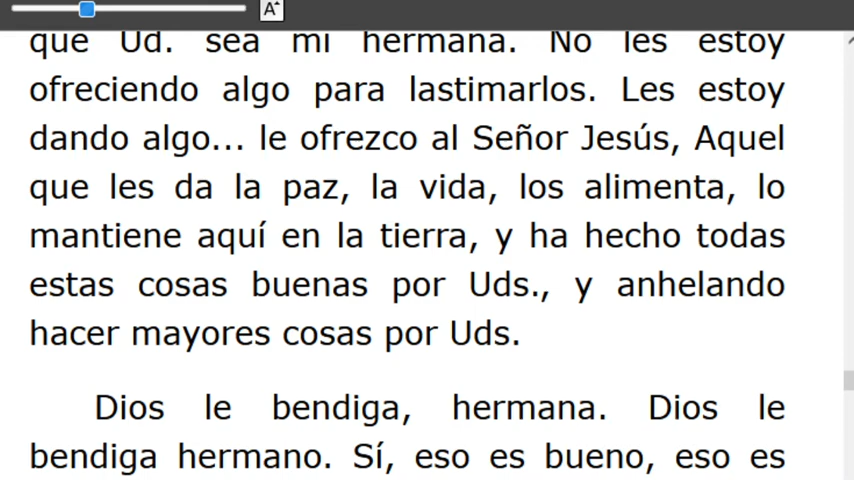 A
que Ud. sea mi hermana. No les estoy
ofreciendo algo para lastimarlos. Les estoy
dando algo... le ofrezco al Señor Jesús, Aquel
que les da la paz, la vida, los alimenta, lo
mantiene aquí en la tierra, y ha hecho todas
estas cosas buenas por Uds., y anhelando
hacer mayores cosas por Uds.
Dios le bendiga, hermana. Dios le
bendiga hermano. Sí, eso es bueno, eso es